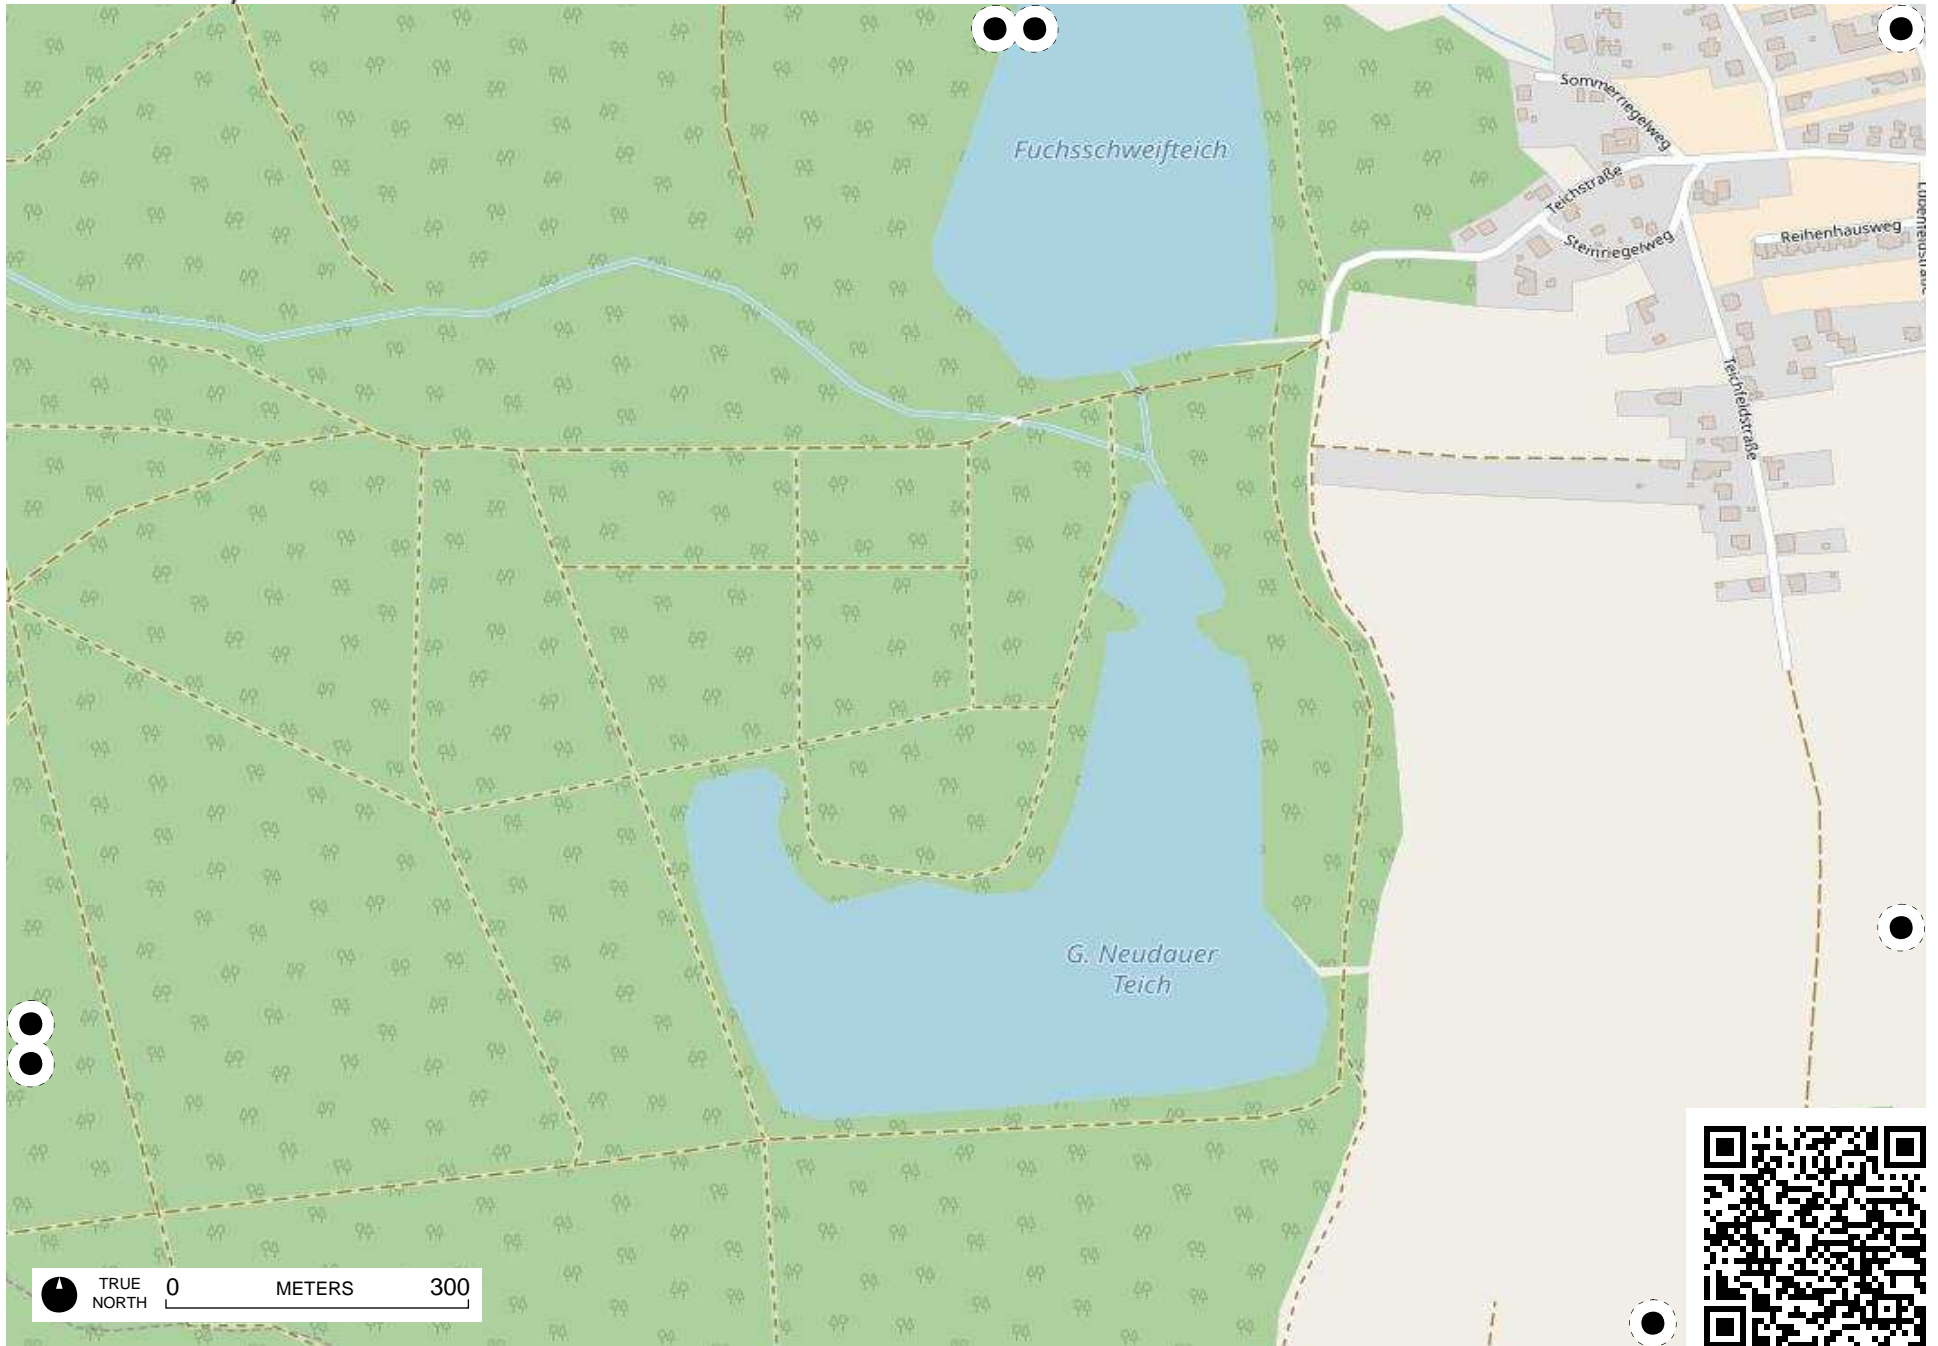 Sommerriegelweg
Fuchsschweifteich
Teichstraße
Reihenhausweg
Steinriegelweg
Teichfeldstraße
G. Neudauer
Teich
TRUE
NORTH
0 METERS 300